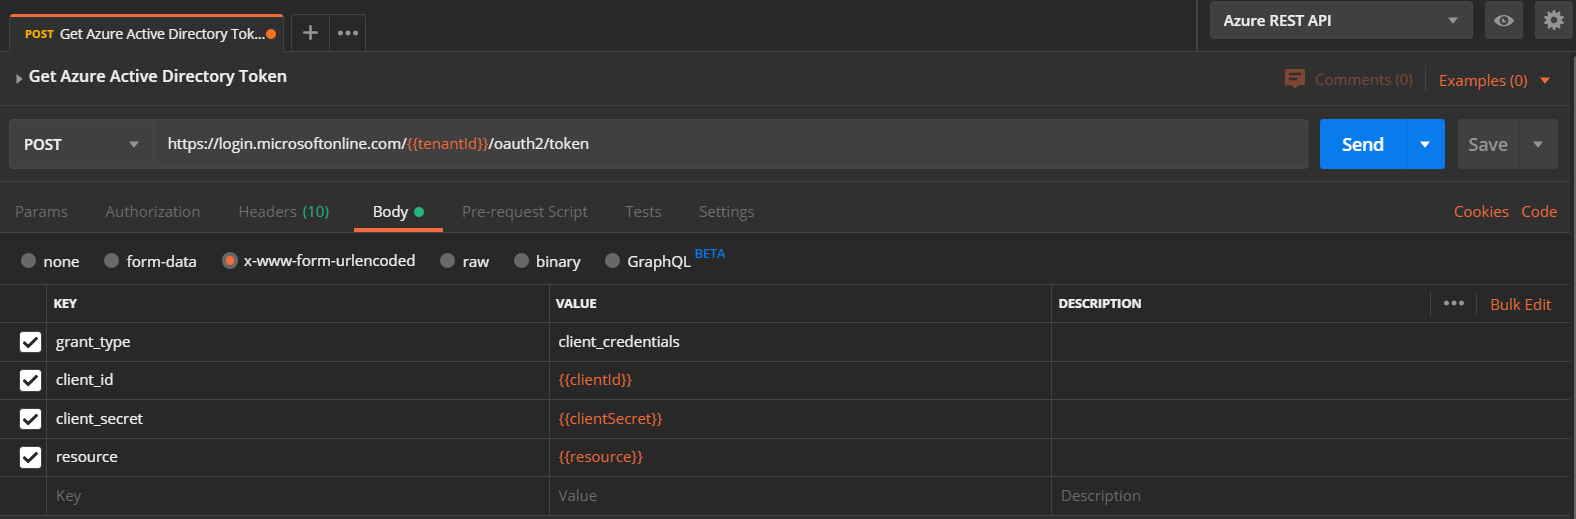 POST Get Azure Active Directory Tok... Azure REST API
Get Azure Active Directory Token Comments (0) Examples (0)
POST https://login.microsoftonline.com/{{tenantId}}/oauth2/token Send Save
Params Authorization Headers (10) Body Pre-request Script Tests Settings Cookies Code
none form-data x-www-form-urlencoded raw binary GraphQL BETA
KEY VALUE DESCRIPTION Bulk Edit
grant_type client_credentials
client_id {{clientId}}
client_secret {{clientSecret}}
resource {{resource}}
Key Value Description